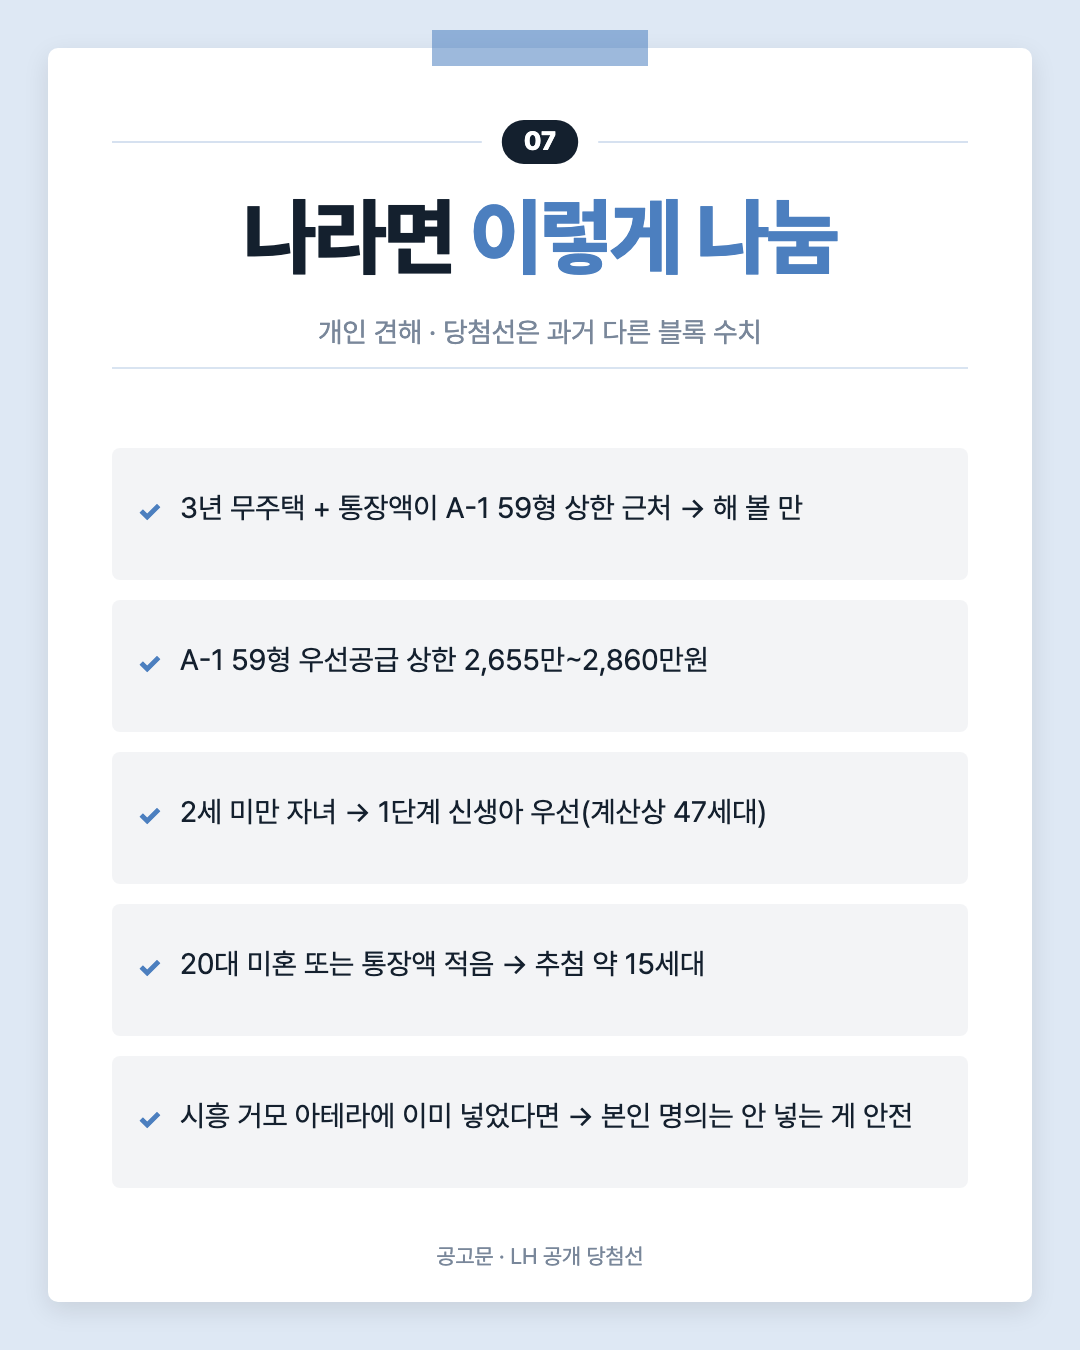 07
나라면 이렇게 나눔
개인 견해 · 당첨선은 과거 다른 블록 수치
3년 무주택 + 통장액이 A-1 59형 상한 근처 → 해 볼 만
A-1 59형 우선공급 상한 2,655만~2,860만원
2세 미만 자녀 → 1단계 신생아 우선(계산상 47세대)
20대 미혼 또는 통장액 적음 → 추첨 약 15세대
시흥 거모 아테라에 이미 넣었다면 → 본인 명의는 안 넣는 게 안전
공고문 · LH 공개 당첨선